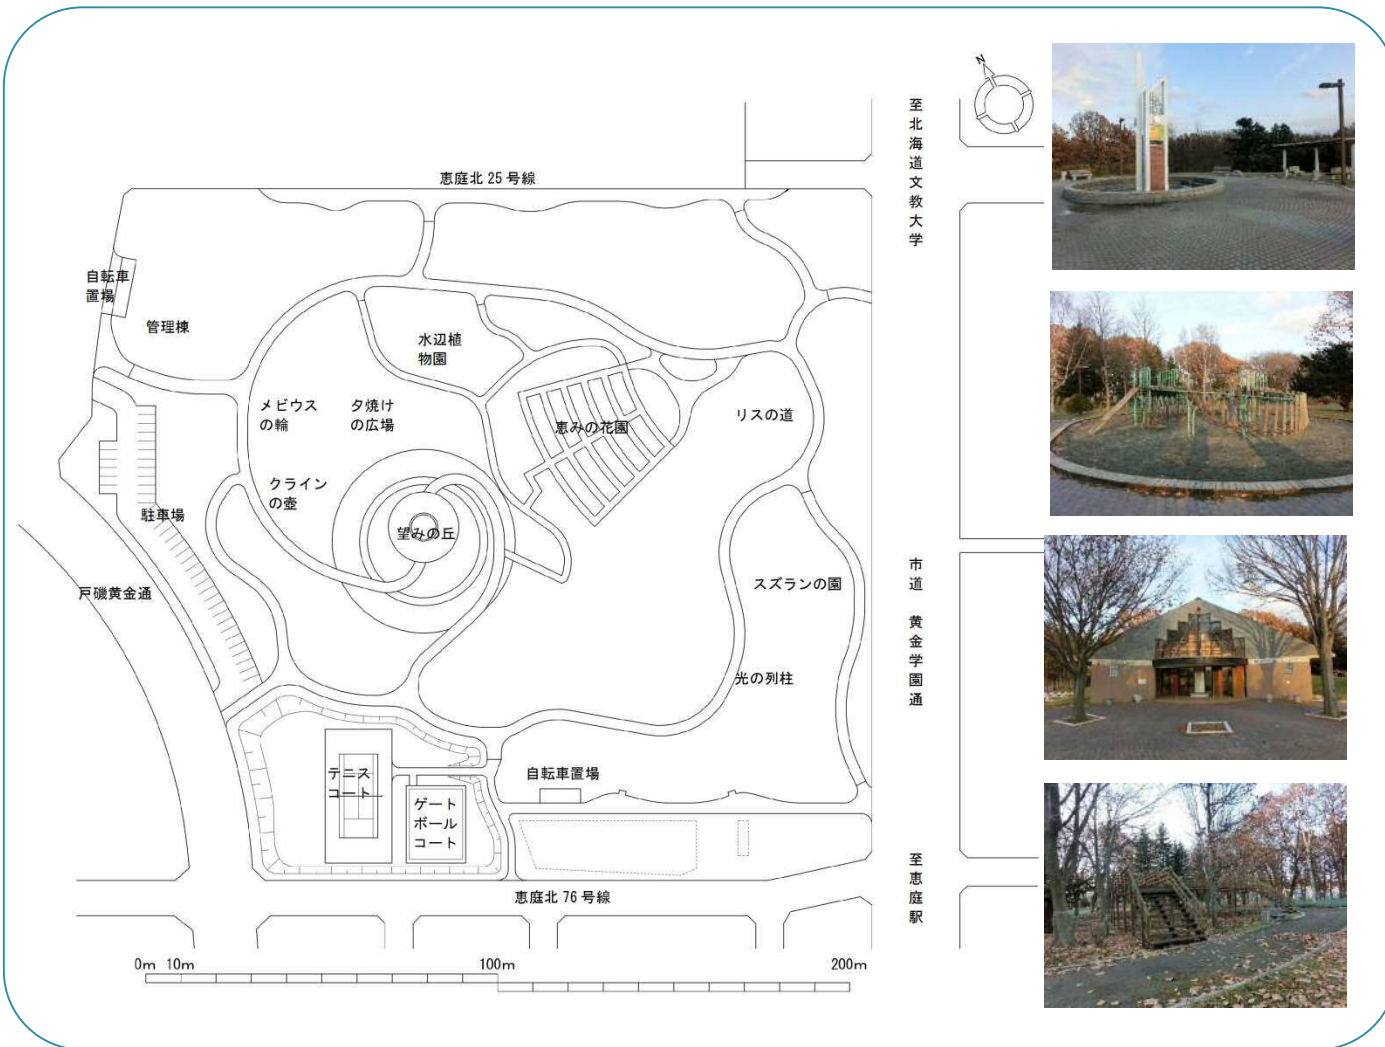 N
至北海道文教大学
恵庭北 25 号線
自転車
置場
管理棟
水辺植
物園
メビウス
の輪
夕焼け
の広場
恵みの花園
リスの道
クライン
の壺
駐車場
望みの丘
戸磯黄金通
スズランの園
市道 黄金学園通
光の列柱
テニス
コート
自転車置場
ゲート
ボール
コート
至恵庭駅
恵庭北 76 号線
0m 10m 100m 200m